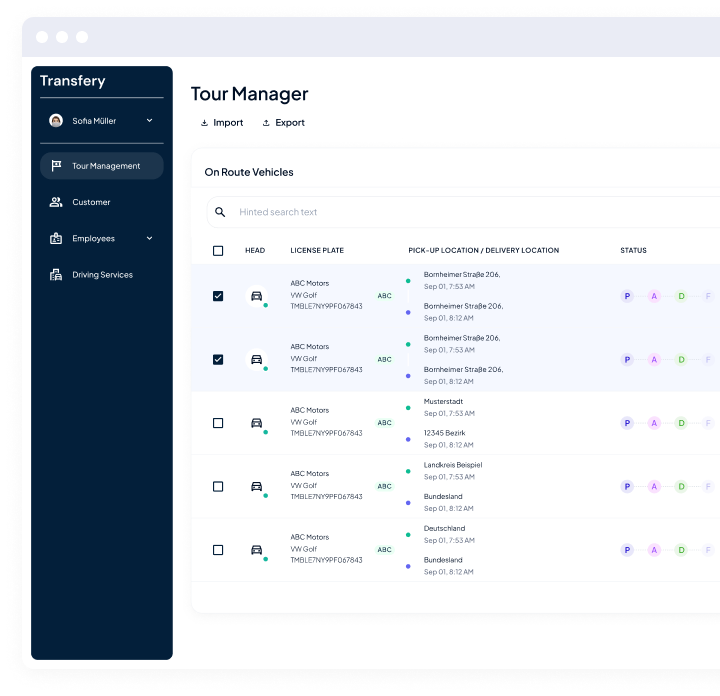 Transfery
Sofia Müller
Tour Management
Customer
Employees
Driving Services
Tour Manager
Import
Export
On Route Vehicles
Hinted search text
HEAD LICENSE PLATE PICK-UP LOCATION / DELIVERY LOCATION STATUS
ABC Motors
VW Golf
TMBLE7NY9PF067843
ABC
Bornheimer Straße 206,
Sep 01, 7:53 AM
Bornheimer Straße 206,
Sep 01, 8:12 AM
P A D F
ABC Motors
VW Golf
TMBLE7NY9PF067843
ABC
Bornheimer Straße 206,
Sep 01, 7:53 AM
Bornheimer Straße 206,
Sep 01, 8:12 AM
P A D F
ABC Motors
VW Golf
TMBLE7NY9PF067843
ABC
Musterstadt
Sep 01, 7:53 AM
12345 Bezirk
Sep 01, 8:12 AM
P A D F
ABC Motors
VW Golf
TMBLE7NY9PF067843
ABC
Landkreis Beispiel
Sep 01, 7:53 AM
Bundesland
Sep 01, 8:12 AM
P A D F
ABC Motors
VW Golf
TMBLE7NY9PF067843
ABC
Deutschland
Sep 01, 7:53 AM
Bundesland
Sep 01, 8:12 AM
P A D F